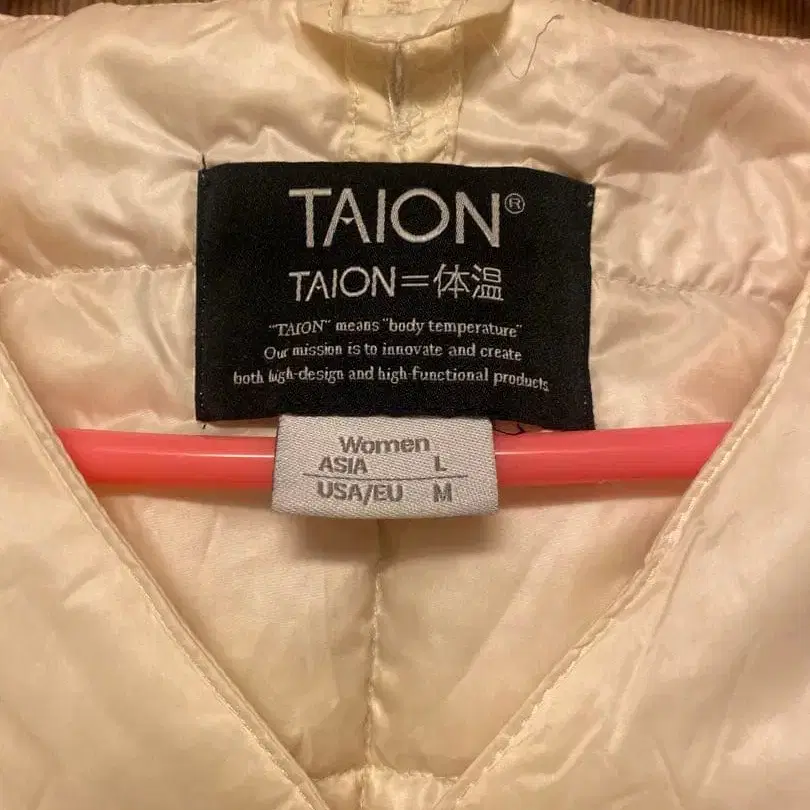 TAION®
TAION=体温
"TAION" means "body temperature"
Our mission is to innovate and create
both high-design and high-functional products
Women
ASIA L
USA/EU M